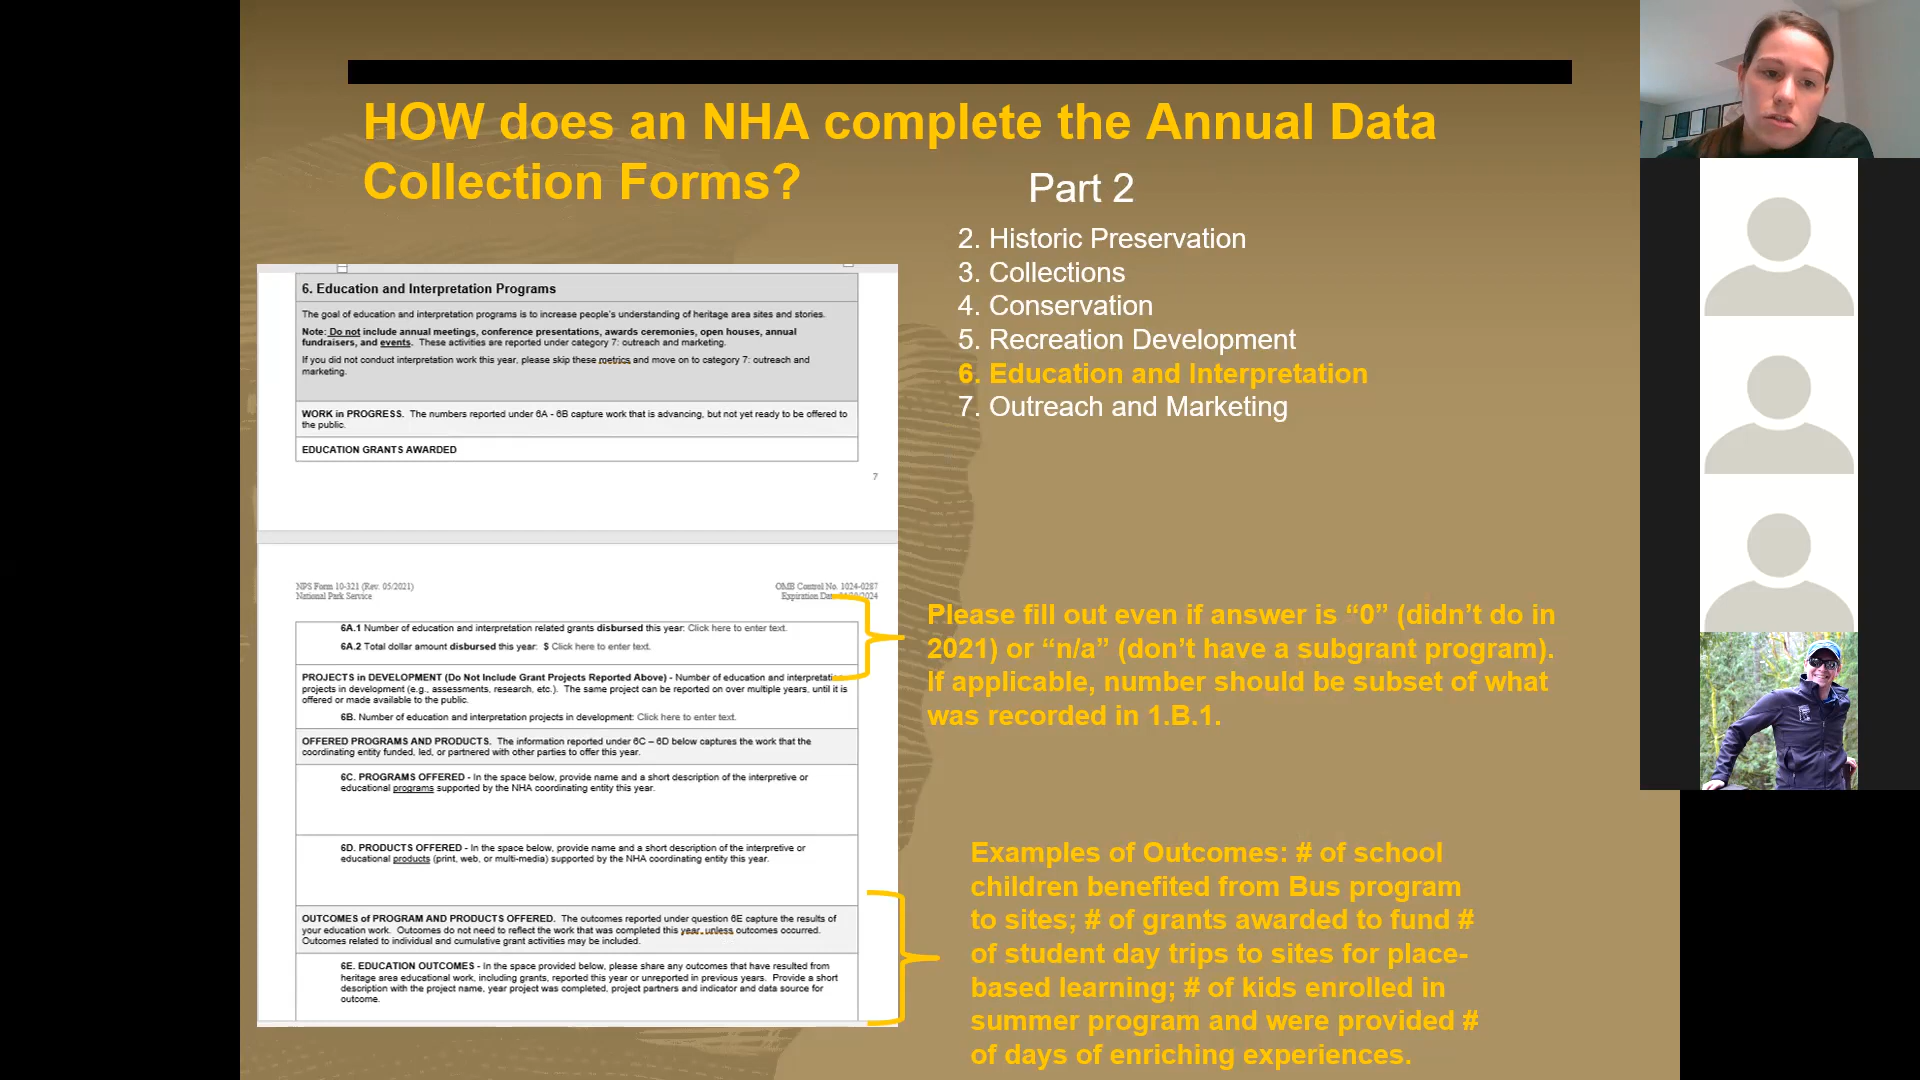 HOW does an NHA complete the Annual Data
Collection Forms?
Part 2
2. Historic Preservation
3. Collections
4. Conservation
5. Recreation Development
6. Education and Interpretation
7. Outreach and Marketing
6. Education and Interpretation Programs
The goal of education and interpretation programs is to increase people's understanding of heritage area sites and stories.
Note: Do not include annual meetings, conference presentations, awards ceremonies, open houses, annual
fundraisers, and events. These activities are reported under category 7: outreach and marketing.
If you did not conduct interpretation work this year, please skip these metrics and move on to category 7: outreach and
marketing.
WORK in PROGRESS. The numbers reported under 6A - 6B capture work that is advancing, but not yet ready to be offered to
the public.
EDUCATION GRANTS AWARDED
7
NPS Form 10-321 (Rev. 05/2021)
National Park Service
OMB Control No. 1024-0287
Expiration Date
6A.1 Number of education and interpretation related grants disbursed this year: Click here to enter text.
6A.2 Total dollar amount disbursed this year: $ Click here to enter text.
PROJECTS in DEVELOPMENT (Do Not Include Grant Projects Reported Above) - Number of education and interpretation
projects in development (e.g., assessments, research, etc.). The same project can be reported on over multiple years, until it is
offered or made available to the public.
6B. Number of education and interpretation projects in development: Click here to enter text.
OFFERED PROGRAMS AND PRODUCTS. The information reported under 6C – 6D below captures the work that the
coordinating entity funded, led, or partnered with other parties to offer this year.
6C. PROGRAMS OFFERED - In the space below, provide name and a short description of the interpretive or
educational programs supported by the NHA coordinating entity this year.
6D. PRODUCTS OFFERED - In the space below, provide name and a short description of the interpretive or
educational products (print, web, or multi-media) supported by the NHA coordinating entity this year.
OUTCOMES of PROGRAM AND PRODUCTS OFFERED. The outcomes reported under question 6E capture the results of
your education work. Outcomes do not need to reflect the work that was completed this year, unless outcomes occurred.
Outcomes related to individual and cumulative grant activities may be included.
6E. EDUCATION OUTCOMES - In the space provided below, please share any outcomes that have resulted from
heritage area educational work, including grants, reported this year or unreported in previous years. Provide a short
description with the project name, year project was completed, project partners and indicator and data source for
outcome.
Please fill out even if answer is “0” (didn’t do in
2021) or “n/a” (don’t have a subgrant program).
If applicable, number should be subset of what
was recorded in 1.B.1.
Examples of Outcomes: # of school
children benefited from Bus program
to sites; # of grants awarded to fund #
of student day trips to sites for place-
based learning; # of kids enrolled in
summer program and were provided #
of days of enriching experiences.